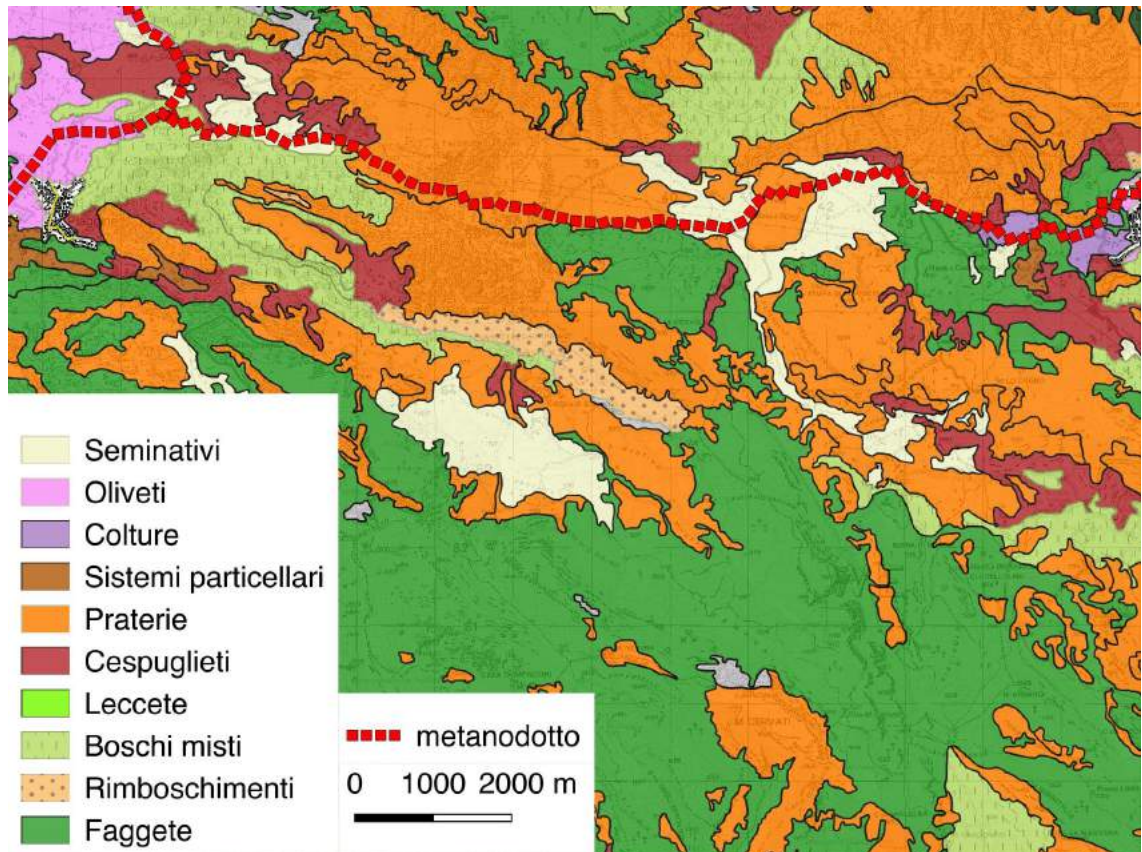 Seminativi
Oliveti
Colture
Sistemi particellari
Praterie
Cespuglieti
Leccete
Boschi misti
Rimboschimenti
Faggete
metanodotto
0 1000 2000 m